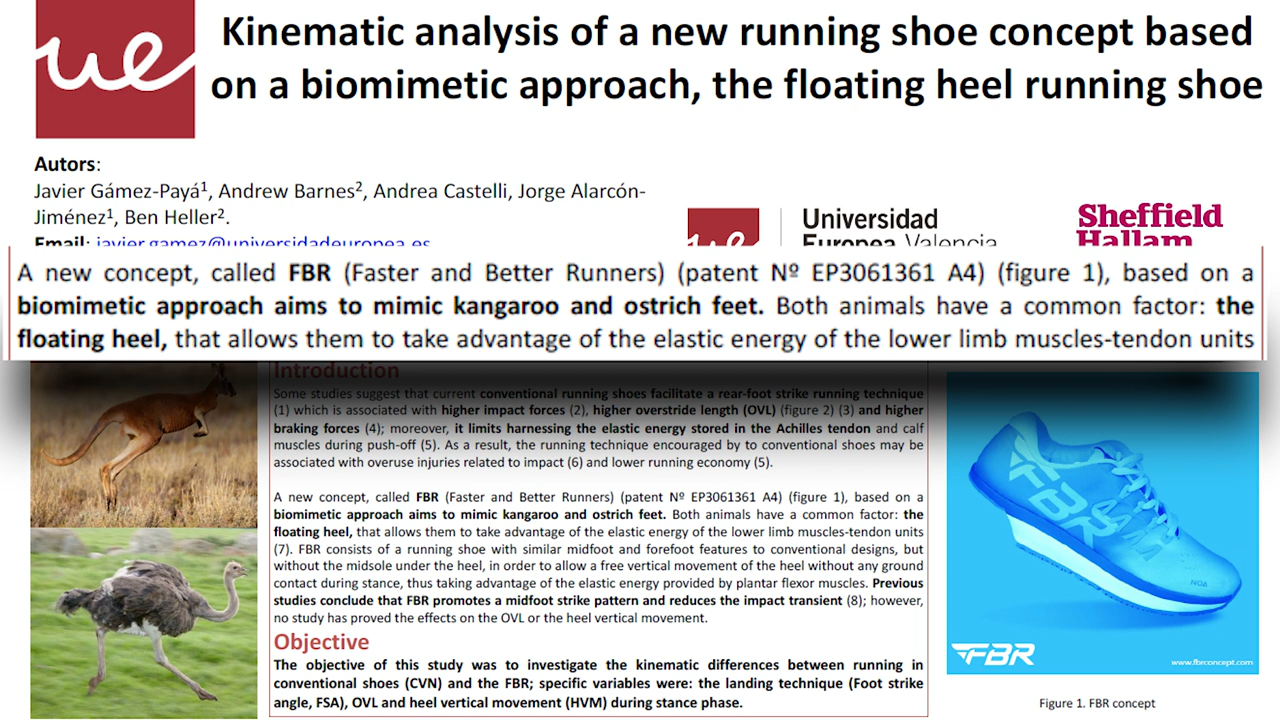 ue
Kinematic analysis of a new running shoe concept based
on a biomimetic approach, the floating heel running shoe
Autors:
Javier Gámez-Payá¹, Andrew Barnes², Andrea Castelli, Jorge Alarcón-
Jiménez¹, Ben Heller².
Email: javier.gamez@universidadeuropea.es
Universidad
Europea Valencia
Sheffield
Hallam
A new concept, called FBR (Faster and Better Runners) (patent Nº EP3061361 A4) (figure 1), based on a
biomimetic approach aims to mimic kangaroo and ostrich feet. Both animals have a common factor: the
floating heel, that allows them to take advantage of the elastic energy of the lower limb muscles-tendon units
Introduction
Some studies suggest that current conventional running shoes facilitate a rear-foot strike running technique
(1) which is associated with higher impact forces (2), higher overstride length (OVL) (figure 2) (3) and higher
braking forces (4); moreover, it limits harnessing the elastic energy stored in the Achilles tendon and calf
muscles during push-off (5). As a result, the running technique encouraged by to conventional shoes may be
associated with overuse injuries related to impact (6) and lower running economy (5).
A new concept, called FBR (Faster and Better Runners) (patent Nº EP3061361 A4) (figure 1), based on a
biomimetic approach aims to mimic kangaroo and ostrich feet. Both animals have a common factor: the
floating heel, that allows them to take advantage of the elastic energy of the lower limb muscles-tendon units
(7). FBR consists of a running shoe with similar midfoot and forefoot features to conventional designs, but
without the midsole under the heel, in order to allow a free vertical movement of the heel without any ground
contact during stance, thus taking advantage of the elastic energy provided by plantar flexor muscles. Previous
studies conclude that FBR promotes a midfoot strike pattern and reduces the impact transient (8); however,
no study has proved the effects on the OVL or the heel vertical movement.
Objective
The objective of this study was to investigate the kinematic differences between running in
conventional shoes (CVN) and the FBR; specific variables were: the landing technique (Foot strike
angle, FSA), OVL and heel vertical movement (HVM) during stance phase.
FBR
FBR
www.fbrconcept.com
Figure 1. FBR concept